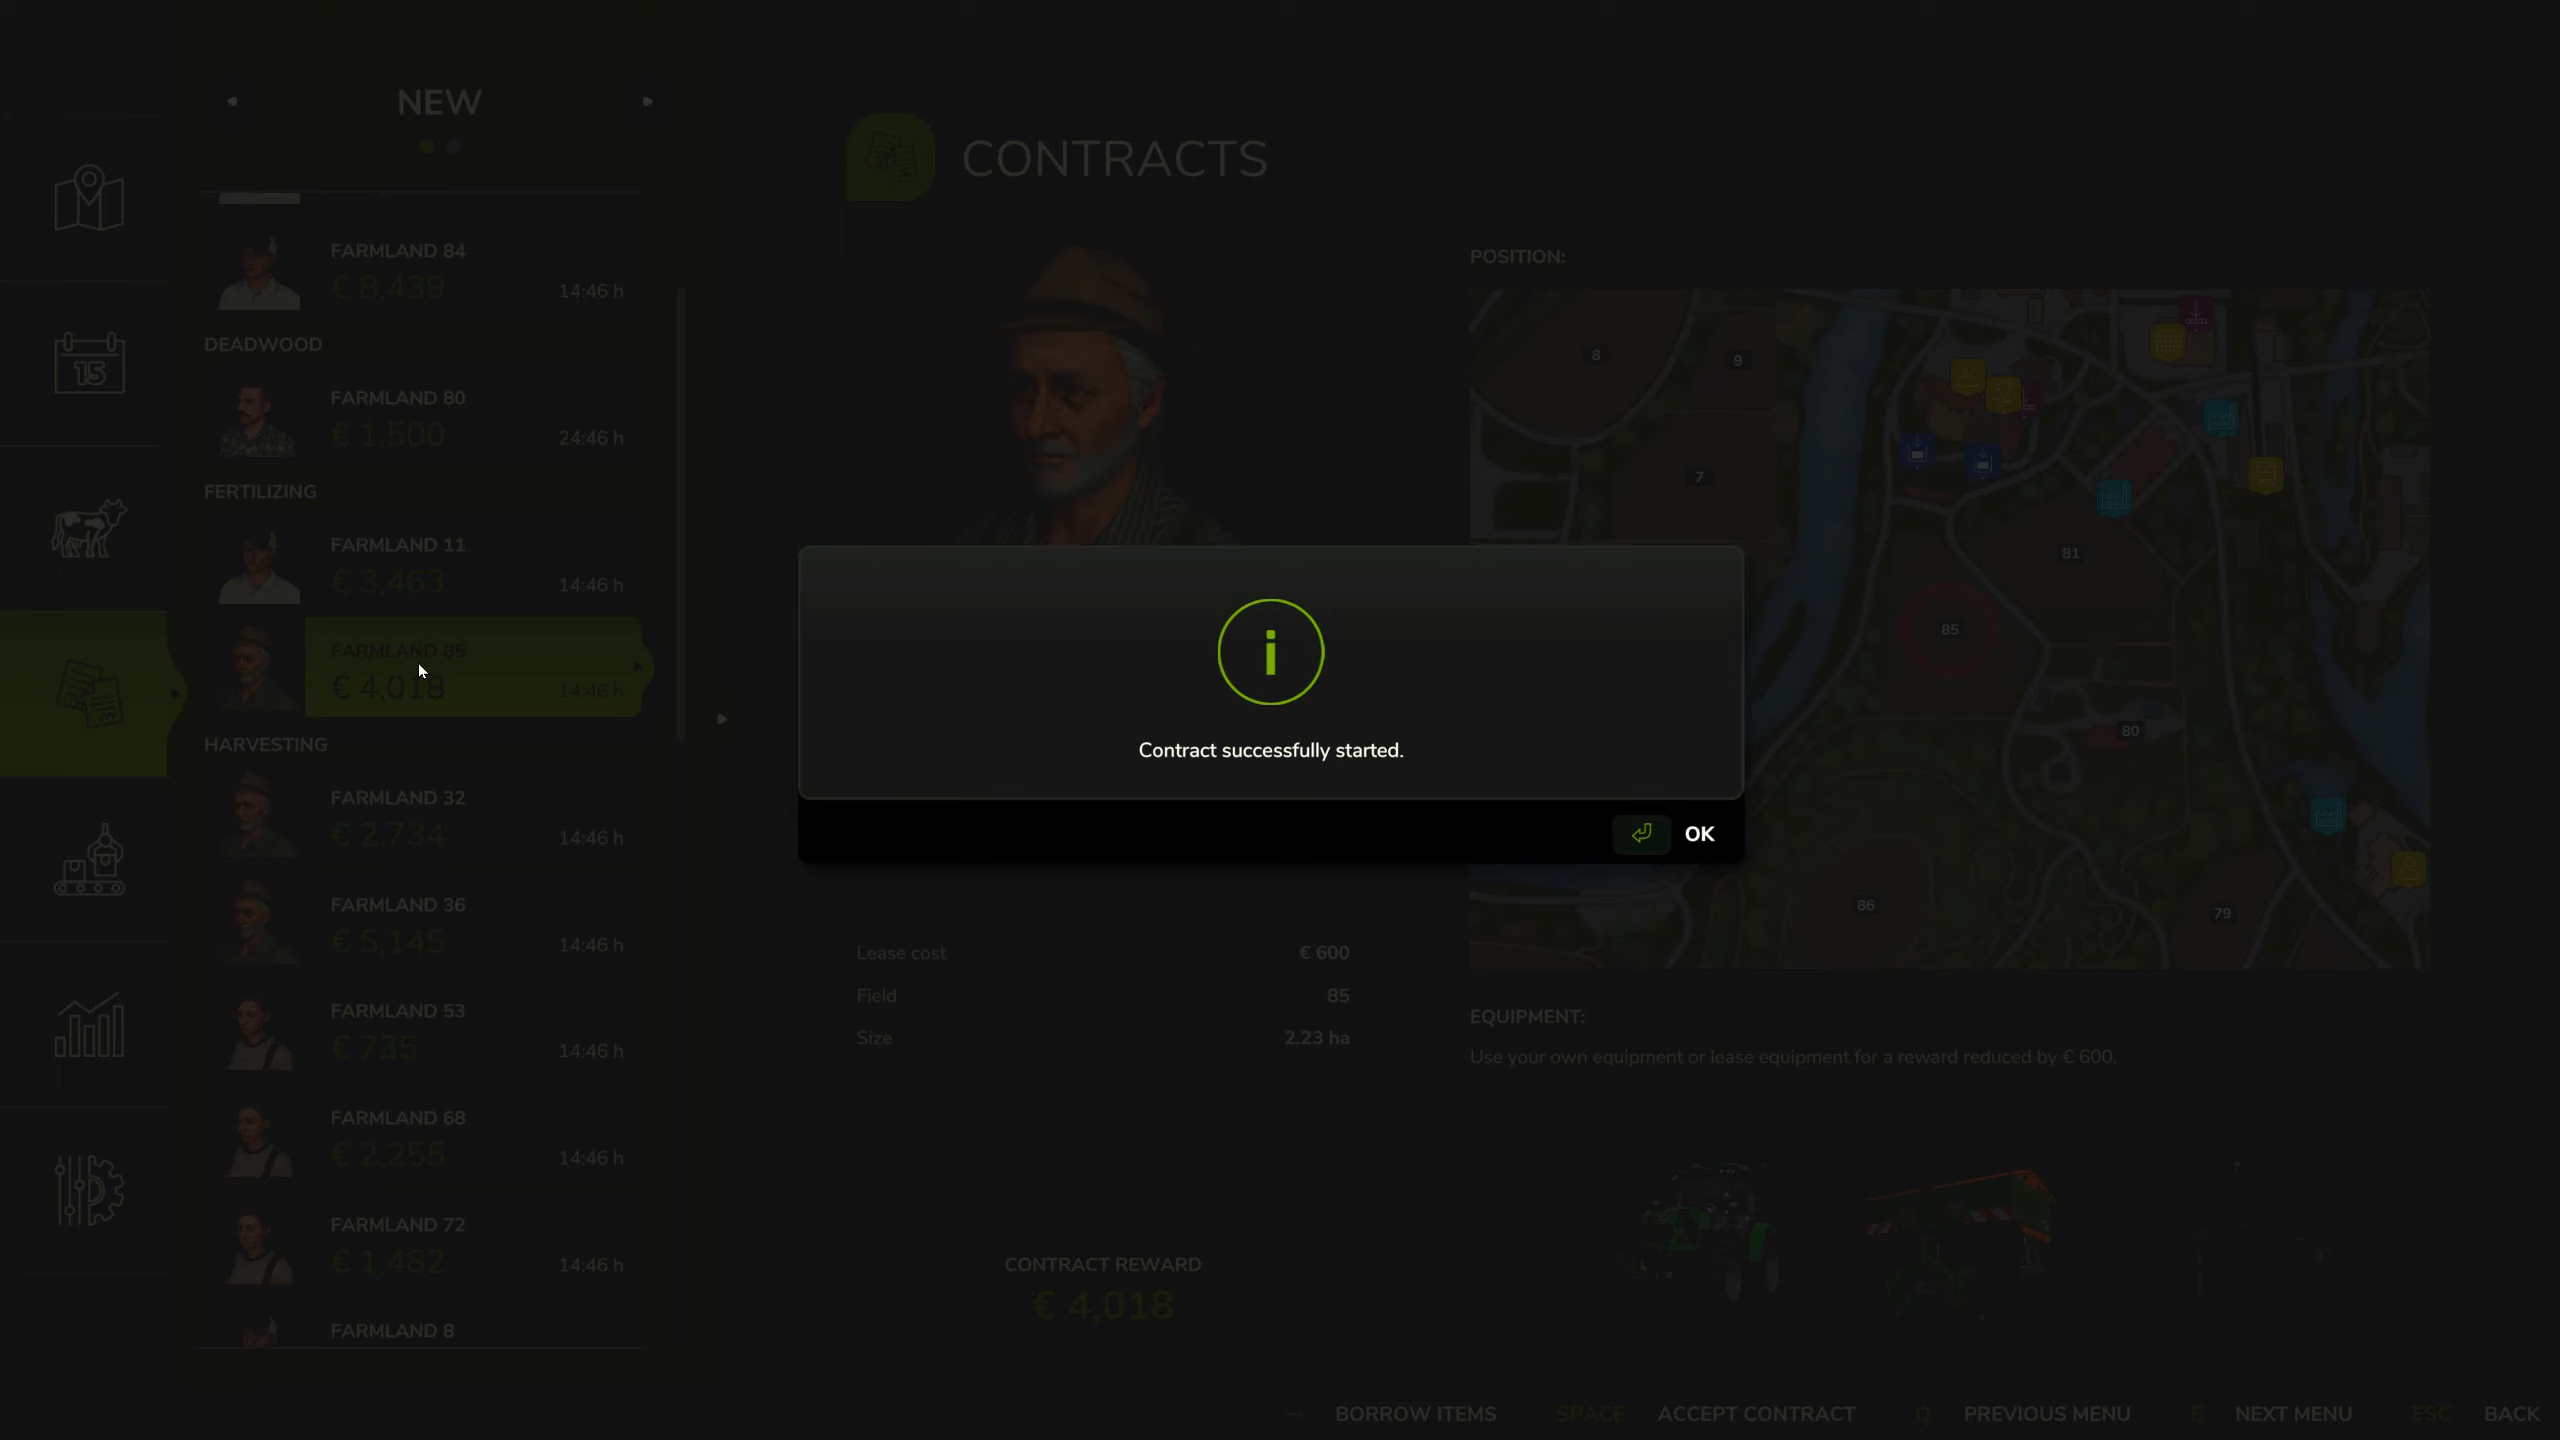 NEW
CONTRACTS
FARMLAND 84
€ 8,439
14:46 h
DEADWOOD
FARMLAND 80
€ 1,500
24:46 h
FERTILIZING
FARMLAND 11
€ 3,463
14:46 h
FARMLAND 85
€ 4,018
14:46 h
HARVESTING
FARMLAND 32
€ 2,734
14:46 h
FARMLAND 36
€ 5,145
14:46 h
FARMLAND 53
€ 735
14:46 h
FARMLAND 68
€ 2,255
14:46 h
FARMLAND 72
€ 1,482
14:46 h
FARMLAND 8
15
POSITION:
8
9
7
81
85
80
86
79
Contract successfully started.
OK
Lease cost € 600
Field 85
Size 2.23 ha
EQUIPMENT:
Use your own equipment or lease equipment for a reward reduced by € 600.
CONTRACT REWARD
€ 4,018
BORROW ITEMS SPACE ACCEPT CONTRACT Q PREVIOUS MENU E NEXT MENU ESC BACK